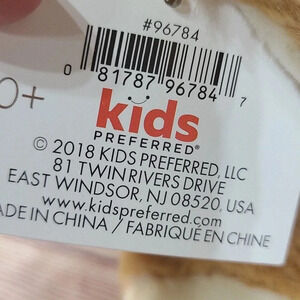 #96784
0 81787 96784 7
0+
kids
PREFERRED®
© 2018 KIDS PREFERRED, LLC
81 TWIN RIVERS DRIVE
EAST WINDSOR, NJ 08520, USA
www.kidspreferred.com
ADE IN CHINA / FABRIQUÉ EN CHINE